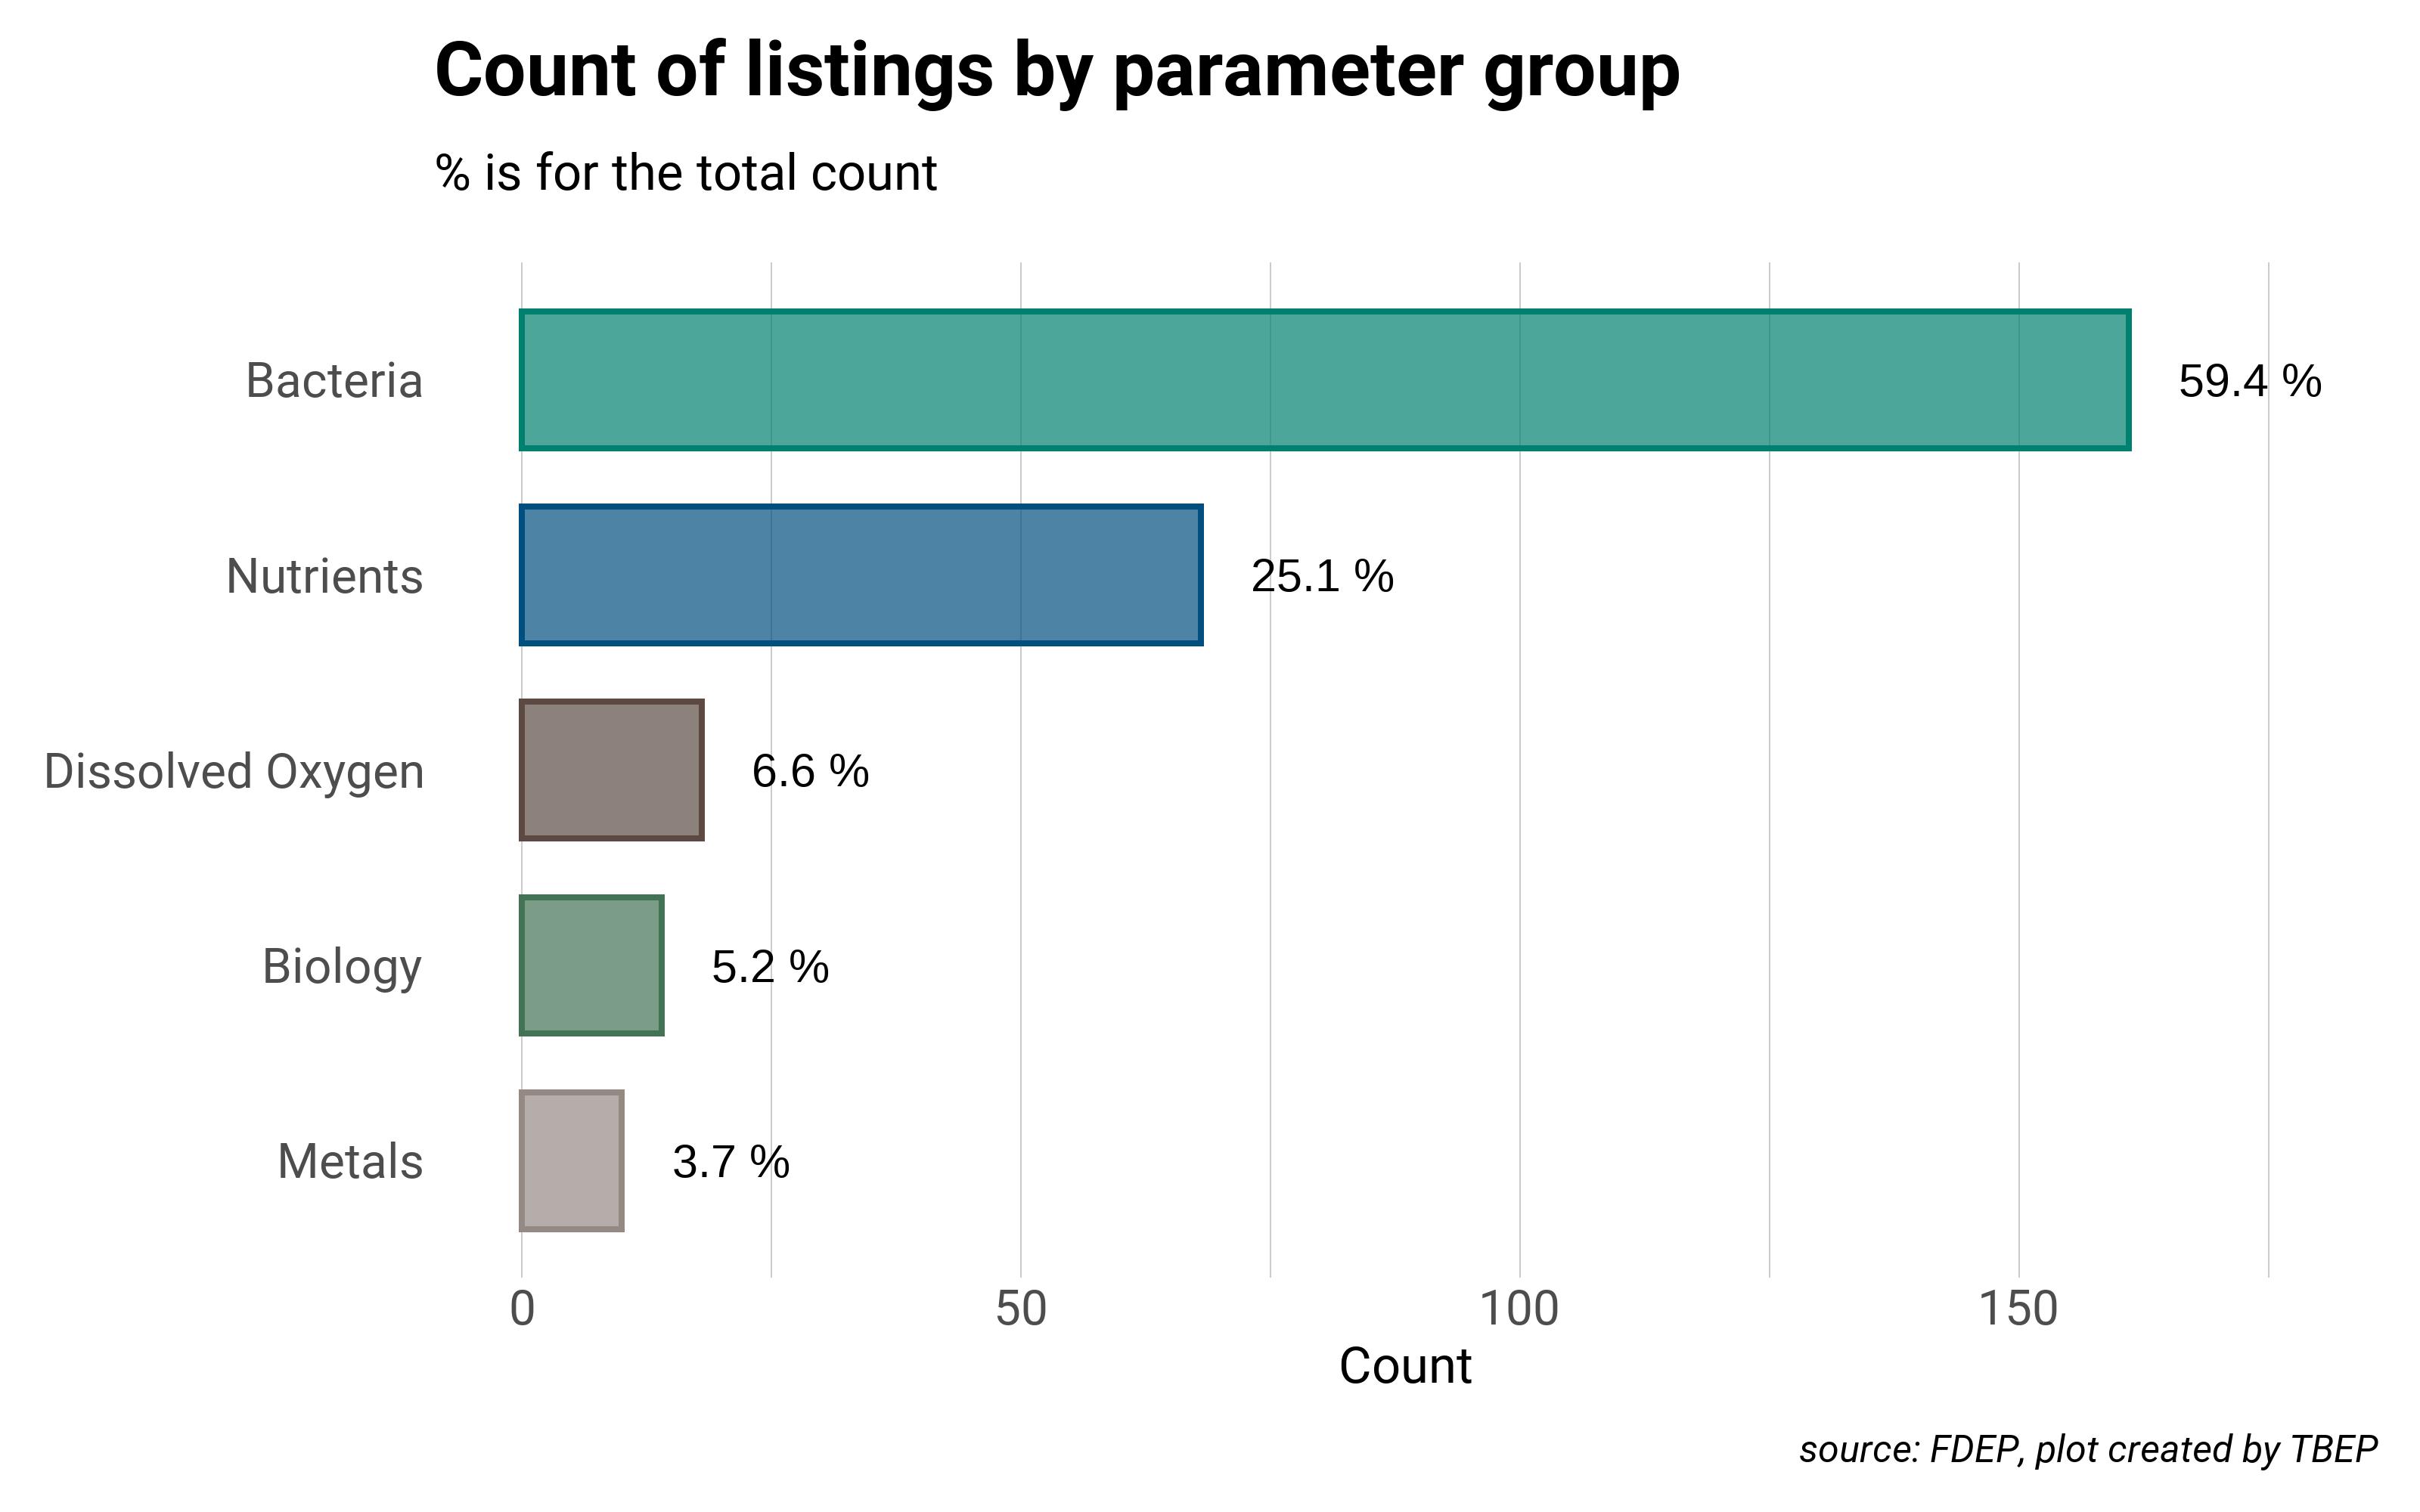 Count of listings by parameter group
% is for the total count
Bacteria
59.4 %
Nutrients
25.1 %
Dissolved Oxygen
6.6 %
Biology
5.2 %
Metals
3.7 %
0 50 100 150
Count
source: FDEP, plot created by TBEP